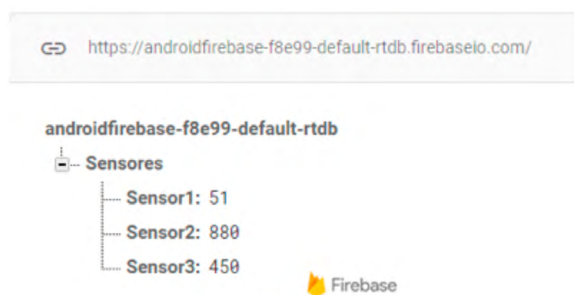 https://androidfirebase-f8e99-default-rtdb.firebaseio.com/
androidfirebase-f8e99-default-rtdb
Sensores
Sensor1: 51
Sensor2: 880
Sensor3: 450
Firebase